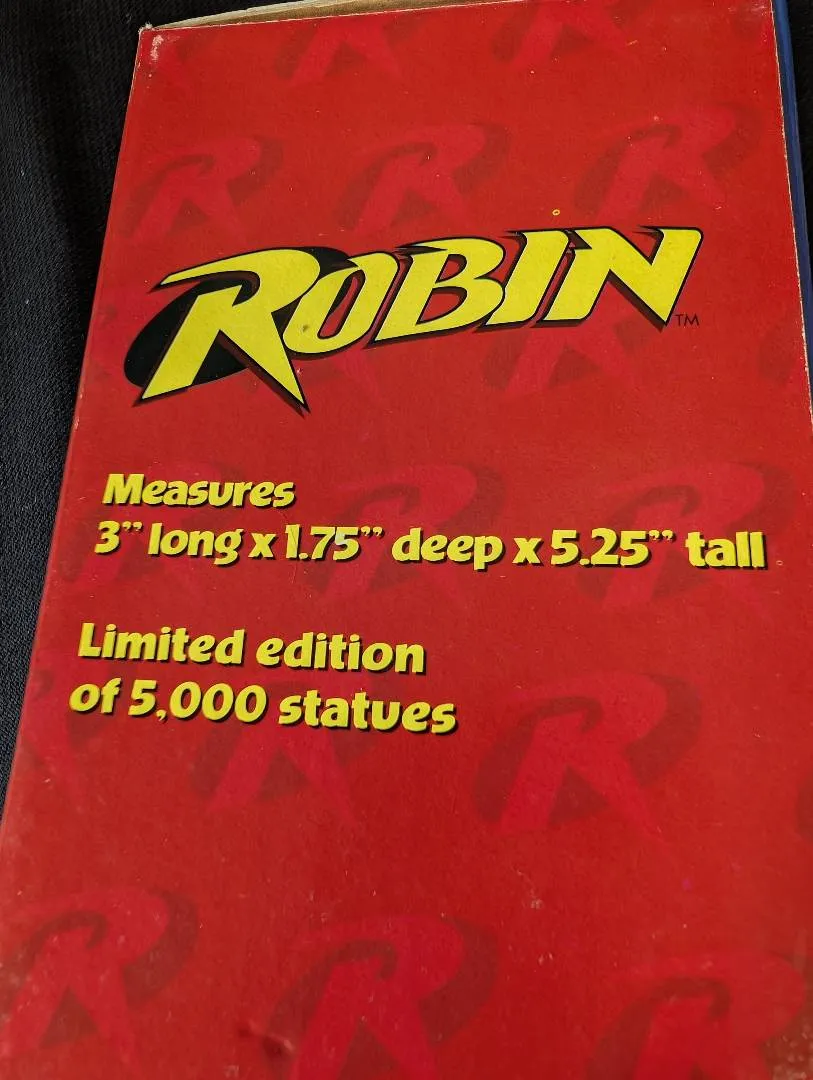 ROBIN™
Measures
3” long x 1.75” deep x 5.25” tall
Limited edition
of 5,000 statues